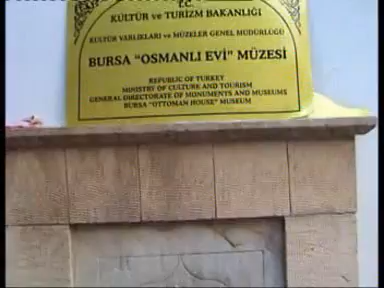 T.C.
KÜLTÜR VE TURİZM BAKANLIĞI
KÜLTÜR VARLIKLARI VE MÜZELER GENEL MÜDÜRLÜĞÜ
BURSA "OSMANLI EVİ" MÜZESİ
REPUBLIC OF TURKEY
MINISTRY OF CULTURE AND TOURISM
GENERAL DIRECTORATE OF MONUMENTS AND MUSEUMS
BURSA "OTTOMAN HOUSE" MUSEUM